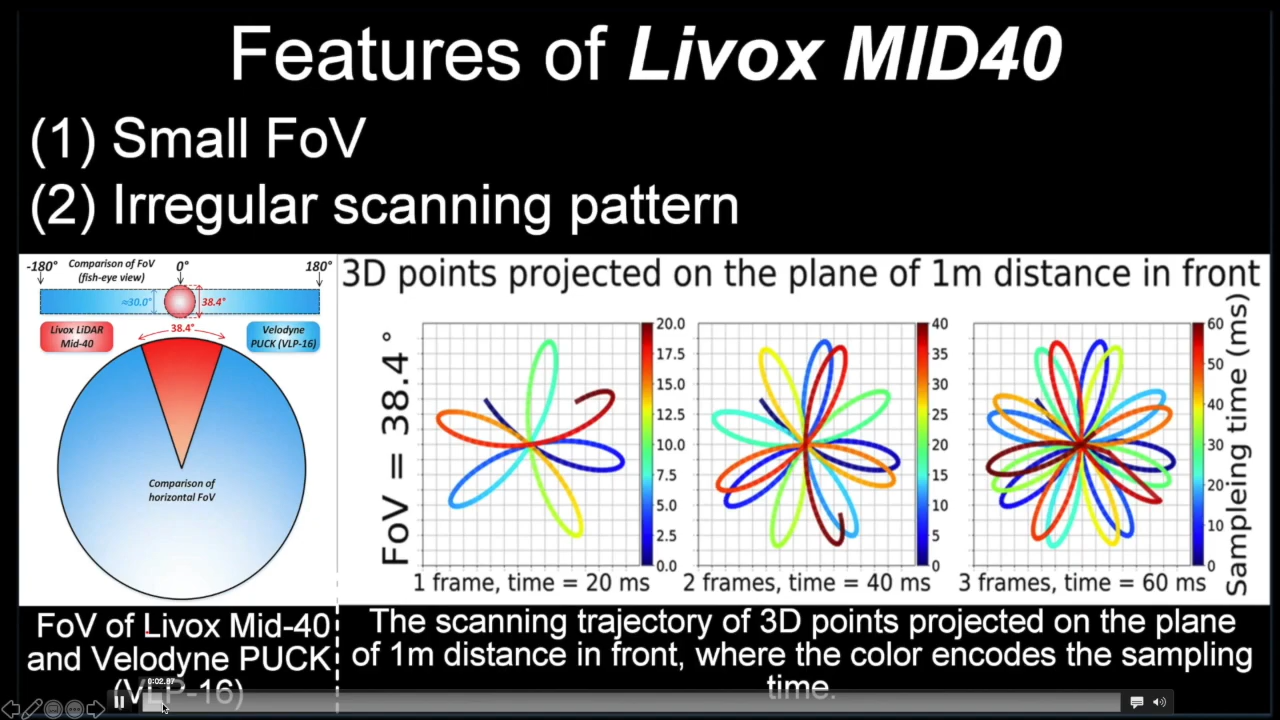 Features of Livox MID40
(1) Small FoV
(2) Irregular scanning pattern
-180°
Comparison of FoV
(fish-eye view)
0°
180°
≈30.0°
38.4°
Livox LiDAR
Mid-40
38.4°
Velodyne
PUCK (VLP-16)
Comparison of
horizontal FoV
FoV of Livox Mid-40
and Velodyne PUCK
(VLP-16)
3D points projected on the plane of 1m distance in front
FoV = 38.4 °
20.0
17.5
15.0
12.5
10.0
7.5
5.0
2.5
0.0
1 frame, time = 20 ms
40
35
30
25
20
15
10
5
0
2 frames, time = 40 ms
60
50
40
30
20
10
0
3 frames, time = 60 ms
Sampleing time (ms)
The scanning trajectory of 3D points projected on the plane
of 1m distance in front, where the color encodes the sampling
time.
0:02.87